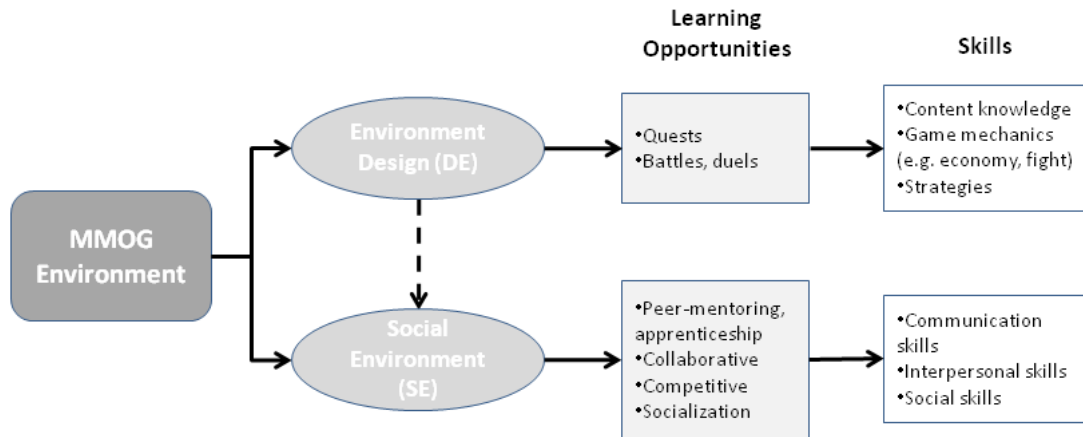 Learning
Opportunities
Skills
MMOG
Environment
Environment
Design (DE)
•Quests
•Battles, duels
•Content knowledge
•Game mechanics
(e.g. economy, fight)
•Strategies
Social
Environment
(SE)
•Peer-mentoring,
apprenticeship
•Collaborative
•Competitive
•Socialization
•Communication
skills
•Interpersonal skills
•Social skills